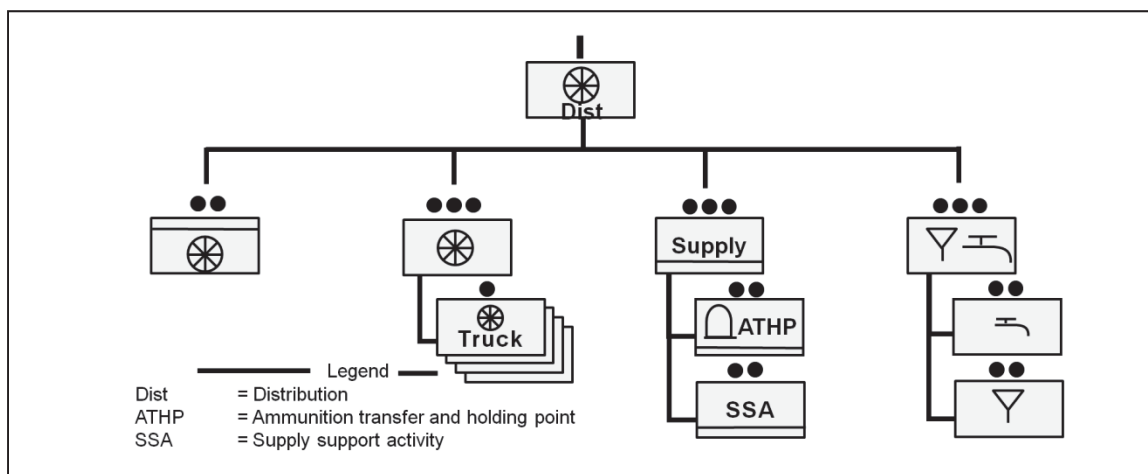 Dist
Supply
Truck
ATHP
SSA
Legend
Dist = Distribution
ATHP = Ammunition transfer and holding point
SSA = Supply support activity